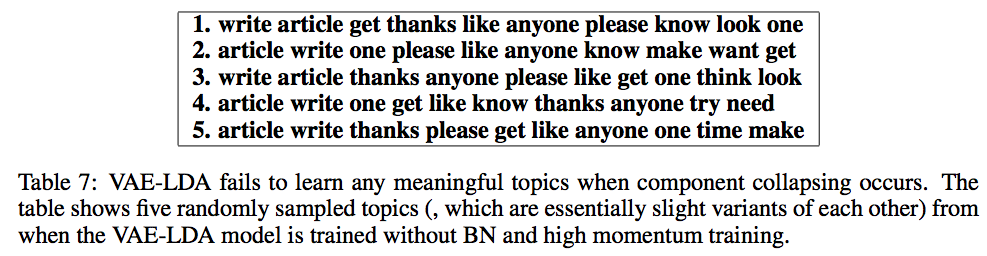 1. write article get thanks like anyone please know look one
2. article write one please like anyone know make want get
3. write article thanks anyone please like get one think look
4. article write one get like know thanks anyone try need
5. article write thanks please get like anyone one time make
Table 7: VAE-LDA fails to learn any meaningful topics when component collapsing occurs. The
table shows five randomly sampled topics (, which are essentially slight variants of each other) from
when the VAE-LDA model is trained without BN and high momentum training.